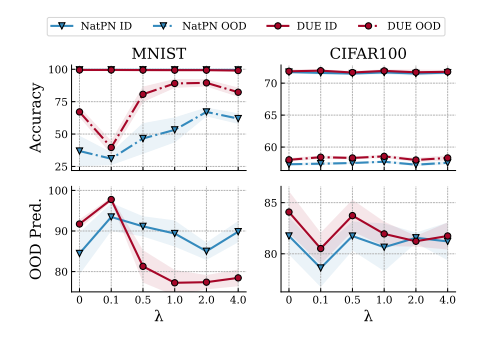 NatPN ID NatPN OOD DUE ID DUE OOD
MNIST CIFAR100
Accuracy
100
75
50
25
70
65
60
OOD Pred.
100
90
80
85
80
0 0.1 0.5 1.0 2.0 4.0
0 0.1 0.5 1.0 2.0 4.0
λ λ